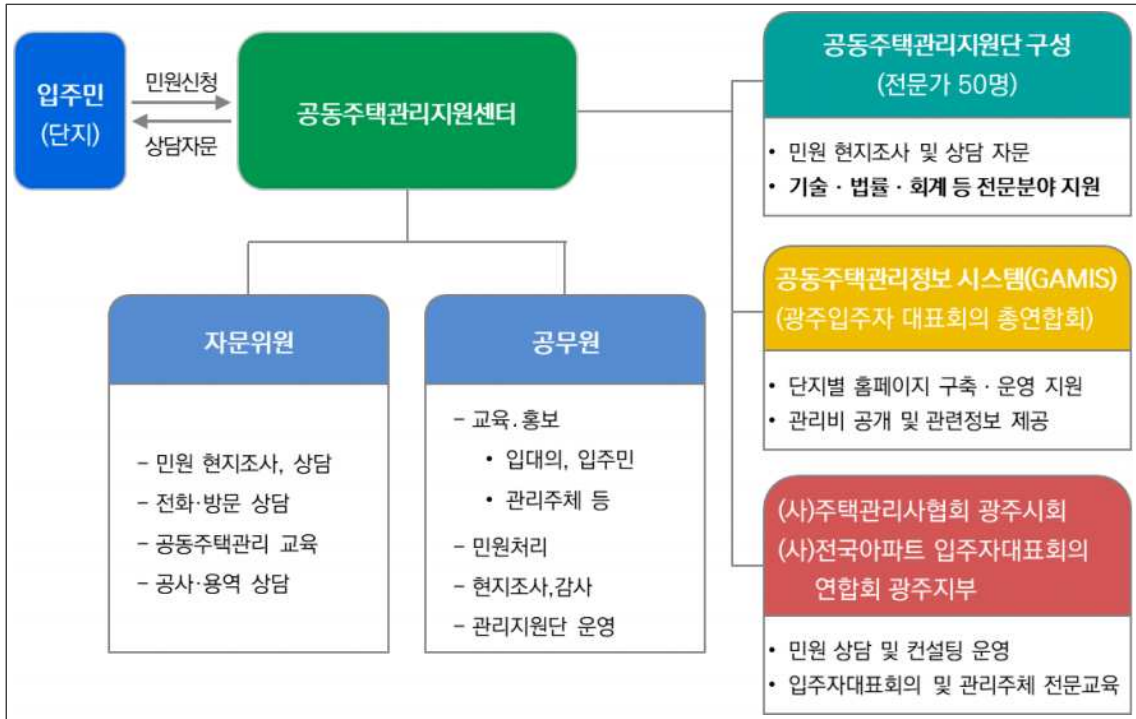 입주민
(단지)
민원신청
상담자문
공동주택관리지원센터
자문위원
- 민원 현지조사, 상담
- 전화·방문 상담
- 공동주택관리 교육
- 공사·용역 상담
공무원
- 교육.홍보
• 입대의, 입주민
• 관리주체 등
- 민원처리
- 현지조사,감사
- 관리지원단 운영
공동주택관리지원단 구성
(전문가 50명)
• 민원 현지조사 및 상담 자문
• 기술·법률·회계 등 전문분야 지원
공동주택관리정보 시스템(GAMIS)
(광주입주자 대표회의 총연합회)
• 단지별 홈페이지 구축·운영 지원
• 관리비 공개 및 관련정보 제공
(사)주택관리사협회 광주시회
(사)전국아파트 입주자대표회의
연합회 광주지부
• 민원 상담 및 컨설팅 운영
• 입주자대표회의 및 관리주체 전문교육